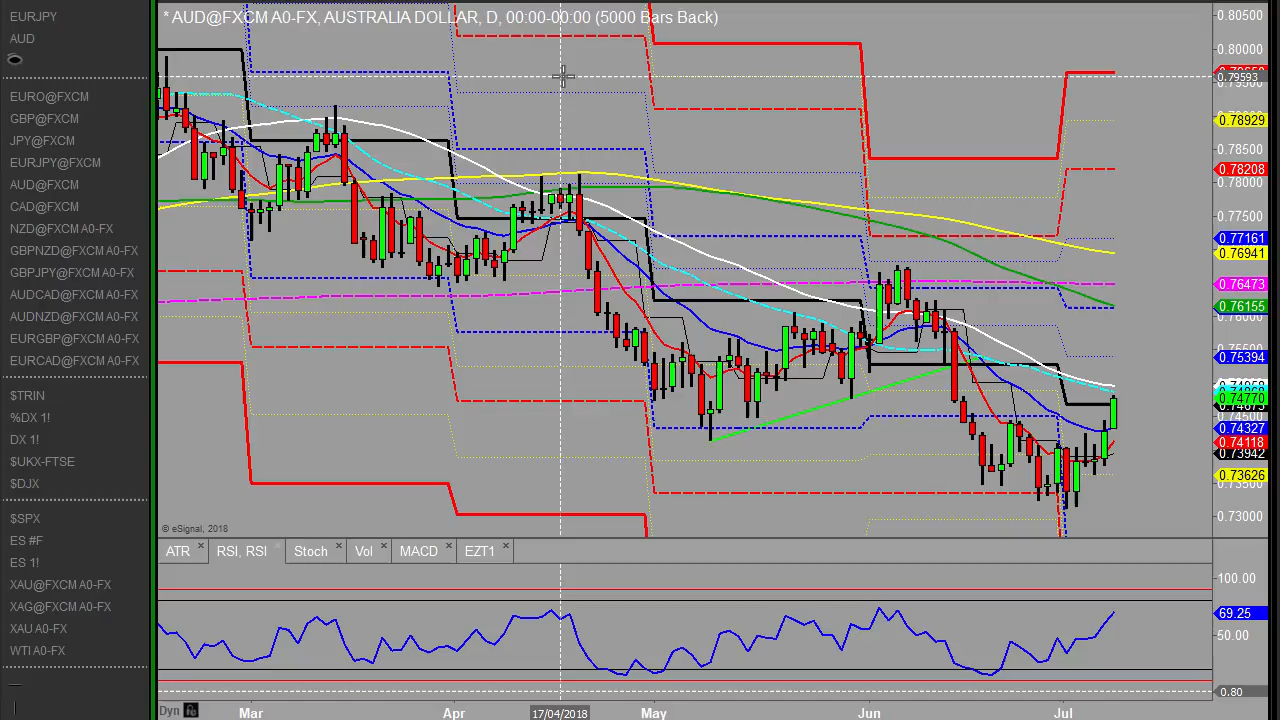 EURJPY
AUD
EURO@FXCM
GBP@FXCM
JPY@FXCM
EURJPY@FXCM
AUD@FXCM
CAD@FXCM
NZD@FXCM A0-FX
GBPNZD@FXCM A0-FX
GBPJPY@FXCM A0-FX
AUDCAD@FXCM A0-FX
AUDNZD@FXCM A0-FX
EURGBP@FXCM A0-FX
EURCAD@FXCM A0-FX
$TRIN
%DX 1!
DX 1!
$UKX-FTSE
$DJX
$SPX
ES #F
ES 1!
XAU@FXCM A0-FX
XAG@FXCM A0-FX
XAU A0-FX
WTI A0-FX
* AUD@FXCM A0-FX, AUSTRALIA DOLLAR, D, 00:00-00:00 (5000 Bars Back)
0.80500
0.80000
0.79593
0.78929
0.78500
0.78208
0.78000
0.77500
0.77161
0.76941
0.76473
0.76155
0.76000
0.75394
0.74770
0.74500
0.74327
0.74118
0.73942
0.73626
0.73500
0.73000
© eSignal, 2018
ATR RSI, RSI Stoch Vol MACD EZT1
100.00
69.25
50.00
0.80
Dyn Mar Apr 17/04/2018 May Jun Jul